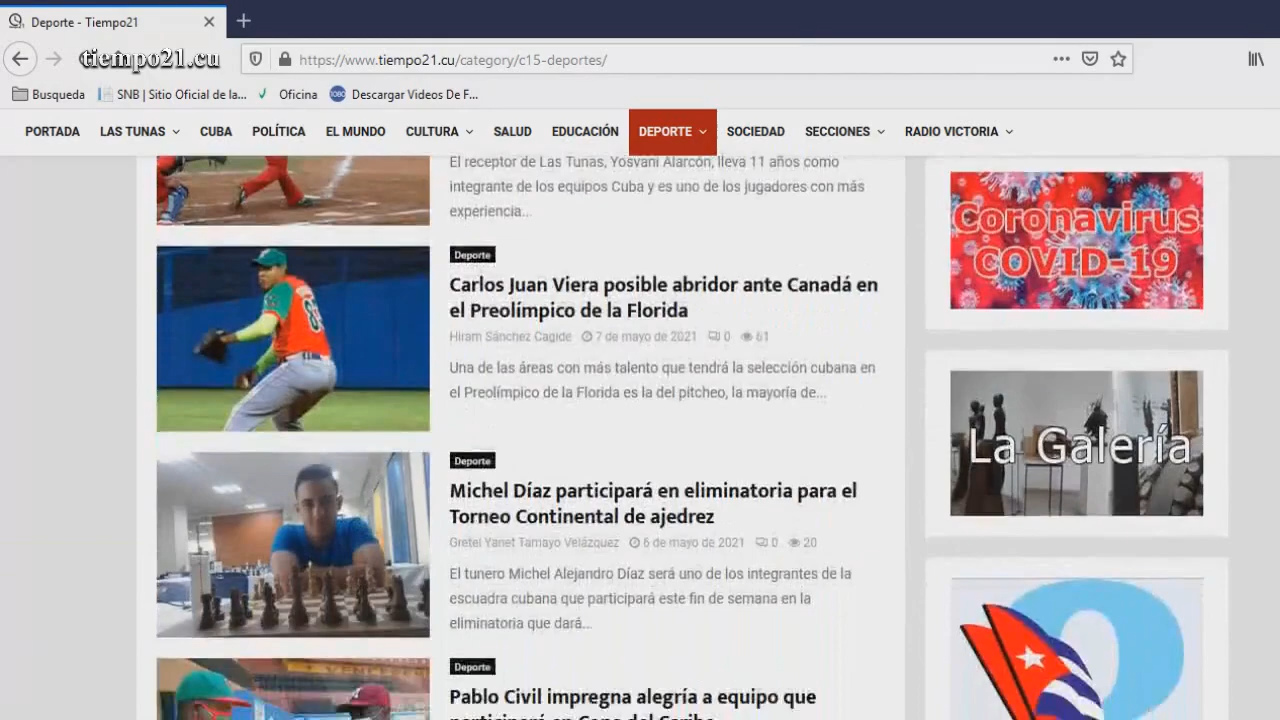 Deporte - Tiempo21
tiempo21.cu
https://www.tiempo21.cu/category/c15-deportes/
Busqueda
SNB | Sitio Oficial de la...
Oficina
Descargar Videos De F...
PORTADA
LAS TUNAS
CUBA
POLÍTICA
EL MUNDO
CULTURA
SALUD
EDUCACIÓN
DEPORTE
SOCIEDAD
SECCIONES
RADIO VICTORIA
El receptor de Las Tunas, Yosvani Alarcón, lleva 11 años como
integrante de los equipos Cuba y es uno de los jugadores con más
experiencia...
Deporte
Carlos Juan Viera posible abridor ante Canadá en
el Preolímpico de la Florida
Hiram Sánchez Cagide 7 de mayo de 2021 0 61
Una de las áreas con más talento que tendrá la selección cubana en
el Preolímpico de la Florida es la del pitcheo, la mayoría de...
Deporte
Michel Díaz participará en eliminatoria para el
Torneo Continental de ajedrez
Gretel Yanet Tamayo Velázquez 6 de mayo de 2021 0 20
El tunero Michel Alejandro Díaz será uno de los integrantes de la
escuadra cubana que participará este fin de semana en la
eliminatoria que dará...
Deporte
Pablo Civil impregna alegría a equipo que
participará en Copa del Caribe
Coronavirus
COVID-19
La Galería